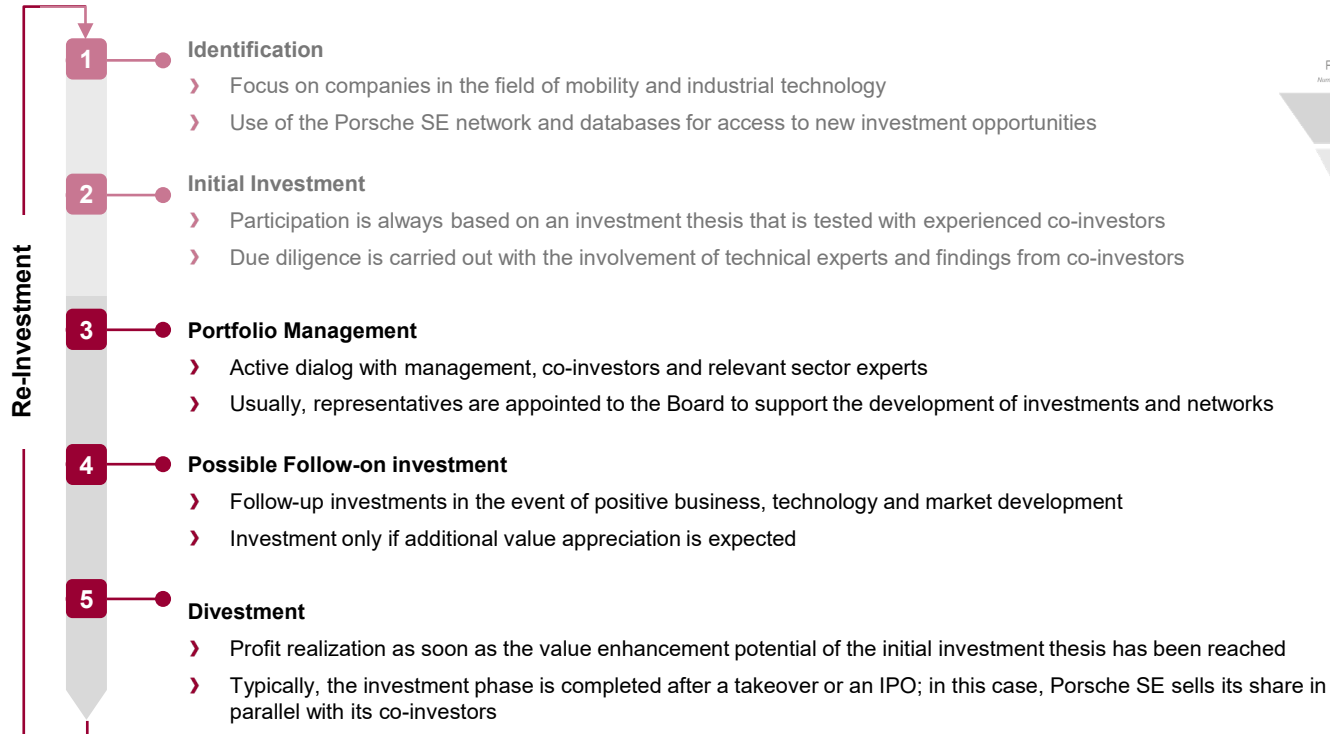 1
Identification
❯ Focus on companies in the field of mobility and industrial technology
❯ Use of the Porsche SE network and databases for access to new investment opportunities
2
Initial Investment
❯ Participation is always based on an investment thesis that is tested with experienced co-investors
❯ Due diligence is carried out with the involvement of technical experts and findings from co-investors
Re-Investment
3
Portfolio Management
❯ Active dialog with management, co-investors and relevant sector experts
❯ Usually, representatives are appointed to the Board to support the development of investments and networks
4
Possible Follow-on investment
❯ Follow-up investments in the event of positive business, technology and market development
❯ Investment only if additional value appreciation is expected
5
Divestment
❯ Profit realization as soon as the value enhancement potential of the initial investment thesis has been reached
❯ Typically, the investment phase is completed after a takeover or an IPO; in this case, Porsche SE sells its share in
parallel with its co-investors